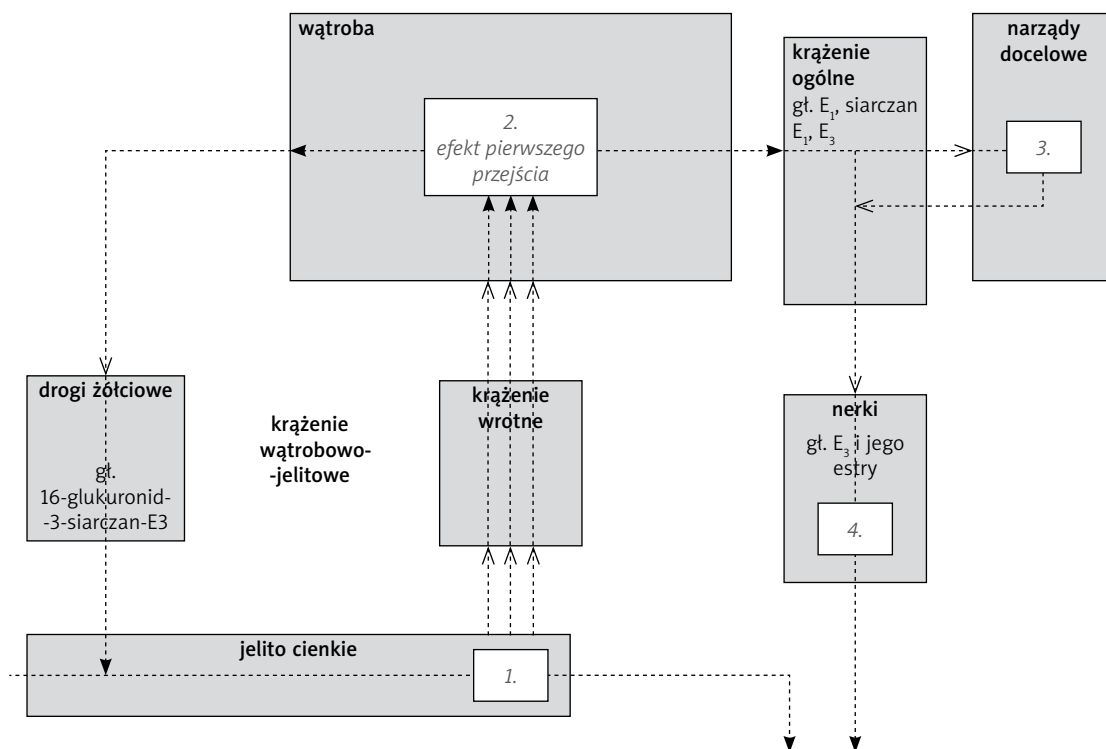 wątroba
2.
efekt pierwszego
przejścia
krążenie
ogólne
gł. E₁, siarczan
E₁, E₃
narządy
docelowe
3.
drogi żółciowe
gł.
16-glukuronid-
-3-siarczan-E3
krążenie
wątrobowo-
-jelitowe
krążenie
wrotne
nerki
gł. E₃ i jego
estry
4.
jelito cienkie
1.